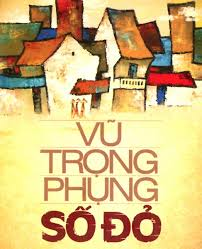 VŨ
TRỌNG
PHỤNG
SỐ ĐỎ